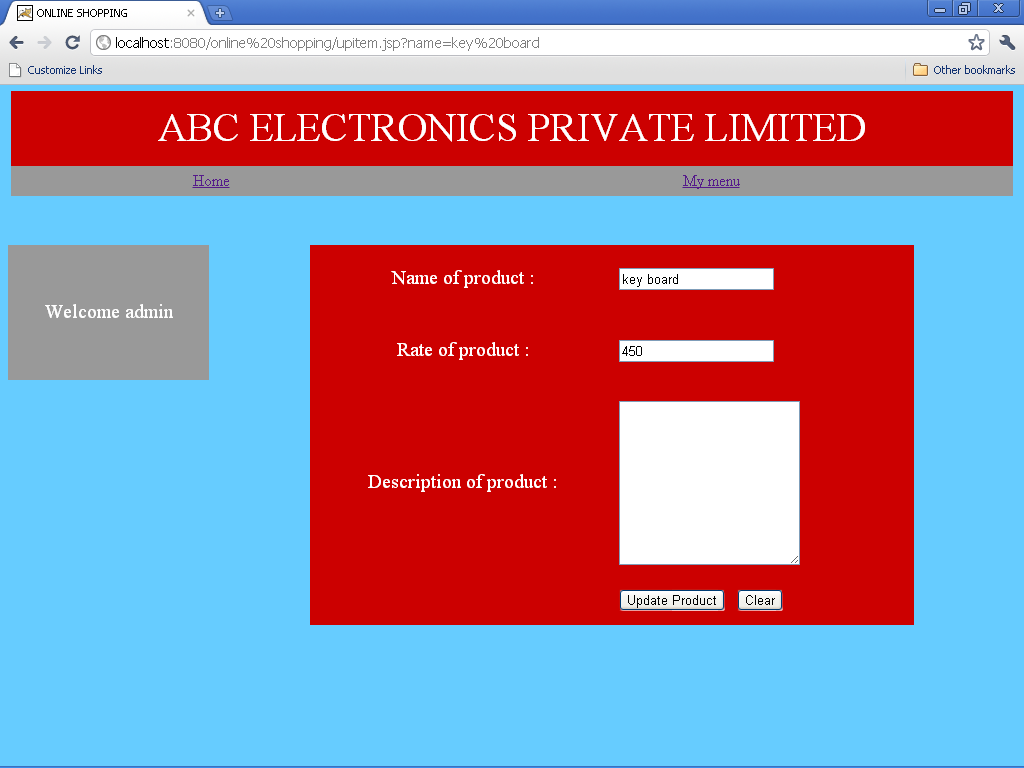 ONLINE SHOPPING
localhost:8080/online%20shopping/upitem.jsp?name=key%20board
Customize Links Other bookmarks
ABC ELECTRONICS PRIVATE LIMITED
Home My menu
Welcome admin
Name of product : key board
Rate of product : 450
Description of product :
Update Product Clear